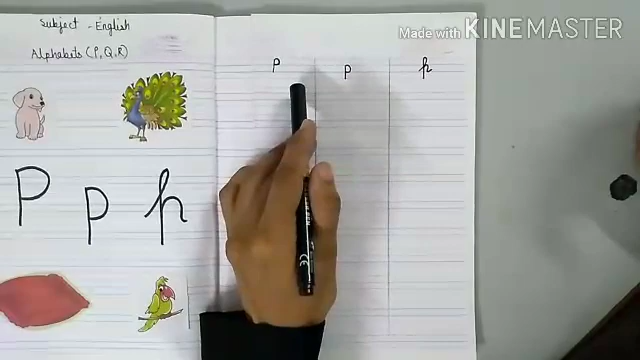 Subject - English
Alphabets (P, Q, R)
Made with KINEMASTER
P p p
P p p